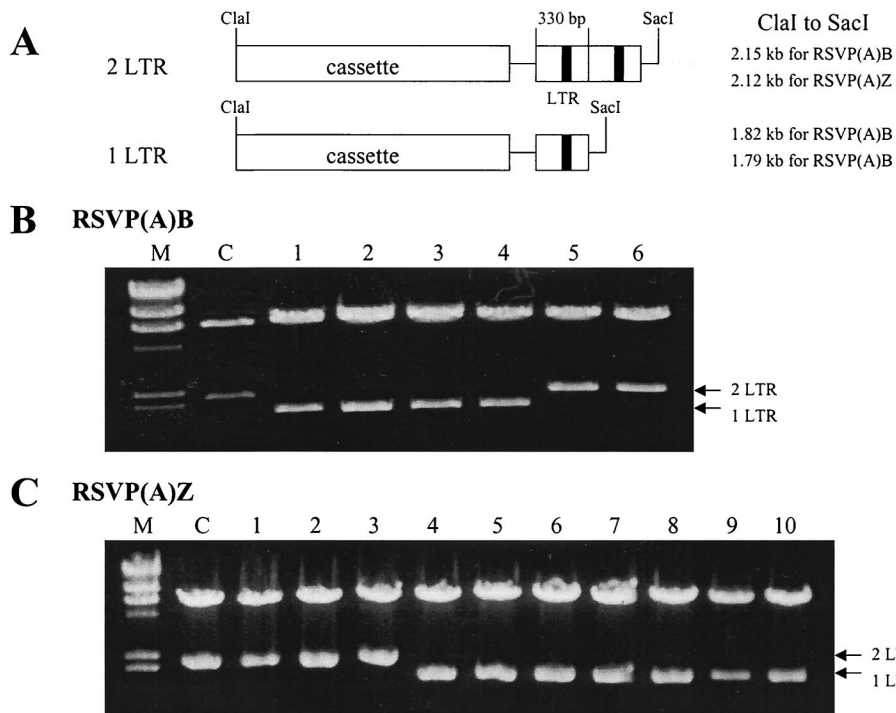 A
ClaI 330 bp SacI ClaI to SacI
2 LTR cassette 2.15 kb for RSVP(A)B
2.12 kb for RSVP(A)Z
LTR
ClaI SacI
1 LTR cassette 1.82 kb for RSVP(A)B
1.79 kb for RSVP(A)B
B RSVP(A)B
M C 1 2 3 4 5 6
2 LTR
1 LTR
C RSVP(A)Z
M C 1 2 3 4 5 6 7 8 9 10
2 L
1 L